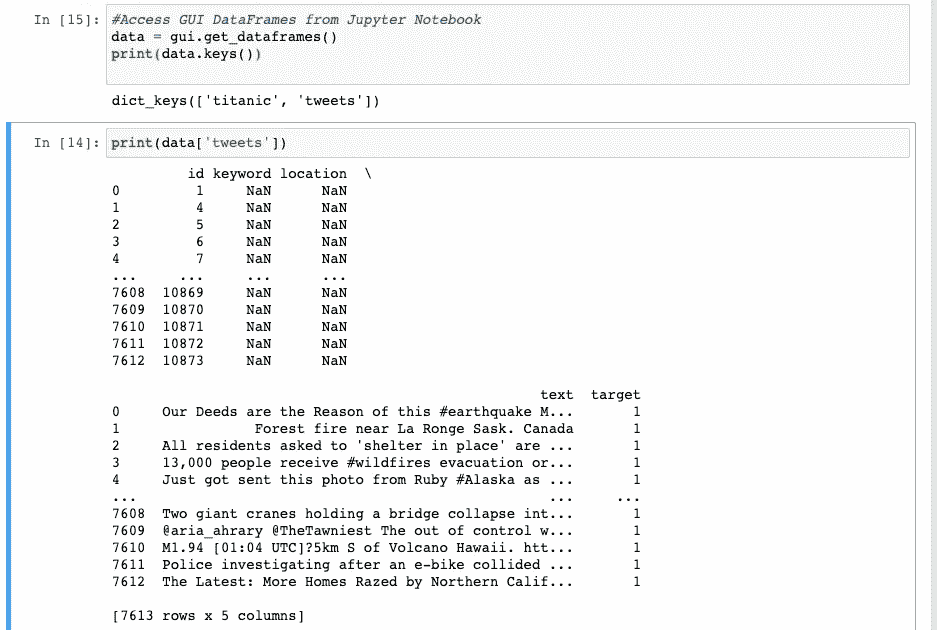 In [15]: #Access GUI DataFrames from Jupyter Notebook
data = gui.get_dataframes()
print(data.keys())
dict_keys(['titanic', 'tweets'])
In [14]: print(data['tweets'])
id keyword location \
0 1 NaN NaN
1 4 NaN NaN
2 5 NaN NaN
3 6 NaN NaN
4 7 NaN NaN
... ... ... ...
7608 10869 NaN NaN
7609 10870 NaN NaN
7610 10871 NaN NaN
7611 10872 NaN NaN
7612 10873 NaN NaN
text target
0 Our Deeds are the Reason of this #earthquake M... 1
1 Forest fire near La Ronge Sask. Canada 1
2 All residents asked to 'shelter in place' are ... 1
3 13,000 people receive #wildfires evacuation or... 1
4 Just got sent this photo from Ruby #Alaska as ... 1
... ... ...
7608 Two giant cranes holding a bridge collapse int... 1
7609 @aria_ahrary @TheTawniest The out of control w... 1
7610 M1.94 [01:04 UTC]?5km S of Volcano Hawaii. htt... 1
7611 Police investigating after an e-bike collided ... 1
7612 The Latest: More Homes Razed by Northern Calif... 1
[7613 rows x 5 columns]